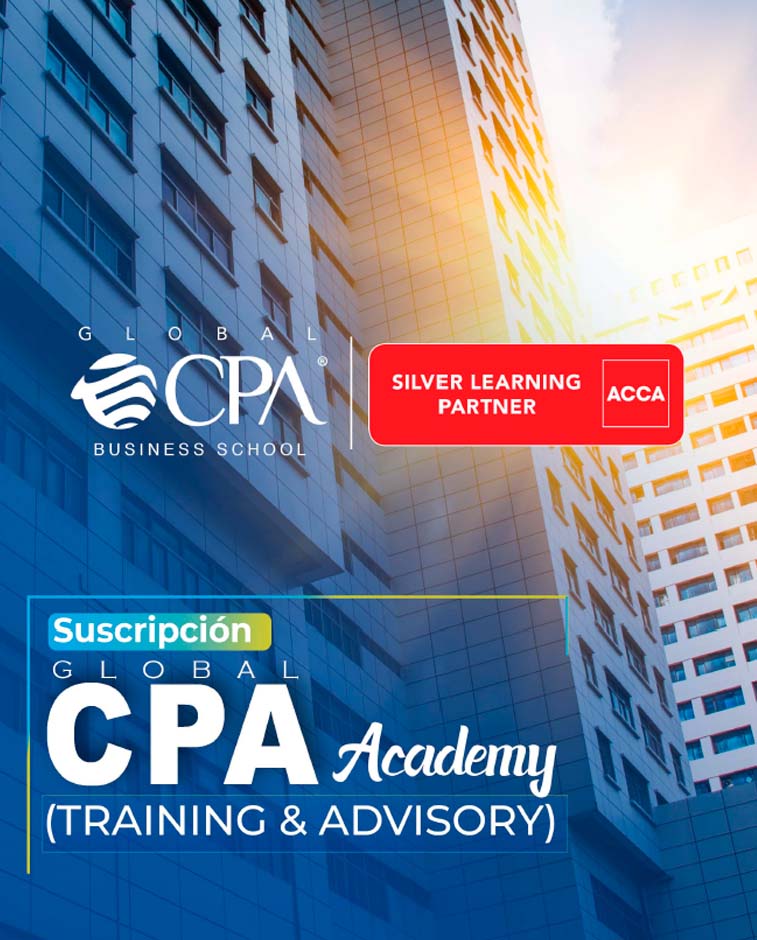 GLOBAL
CPA®
BUSINESS SCHOOL
SILVER LEARNING
PARTNER
ACCA
Suscripción
GLOBAL
CPA Academy
(TRAINING & ADVISORY)